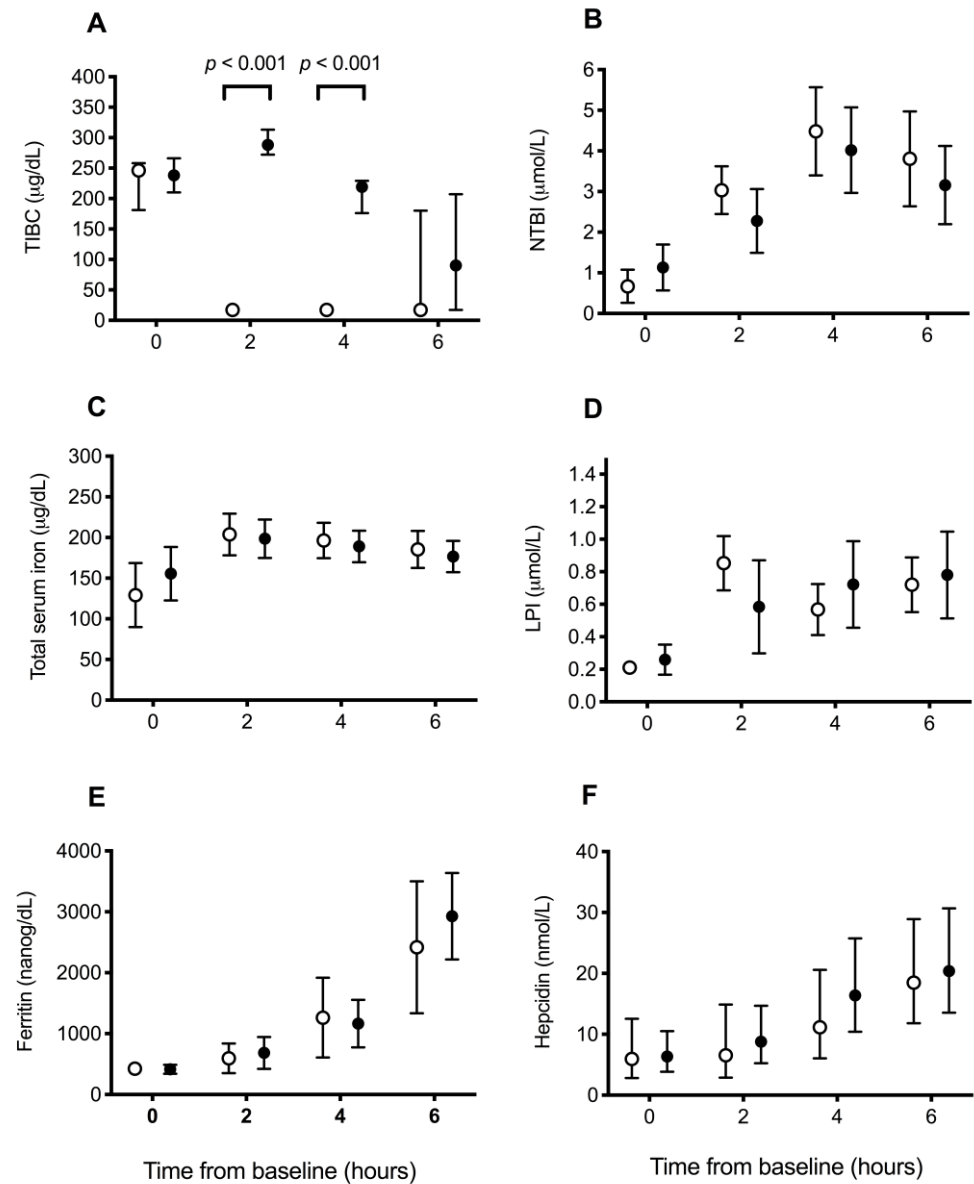 A
p < 0.001 p < 0.001
TIBC (μg/dL)
400
350
300
250
200
150
100
50
0
0 2 4 6
B
NTBI (μmol/L)
6
5
4
3
2
1
0
0 2 4 6
C
Total serum iron (μg/dL)
300
250
200
150
100
50
0
0 2 4 6
D
LPI (μmol/L)
1.4
1.2
1.0
0.8
0.6
0.4
0.2
0.0
0 2 4 6
E
Ferritin (nanog/dL)
4000
3000
2000
1000
0
0 2 4 6
Time from baseline (hours)
F
Hepcidin (nmol/L)
40
30
20
10
0
0 2 4 6
Time from baseline (hours)